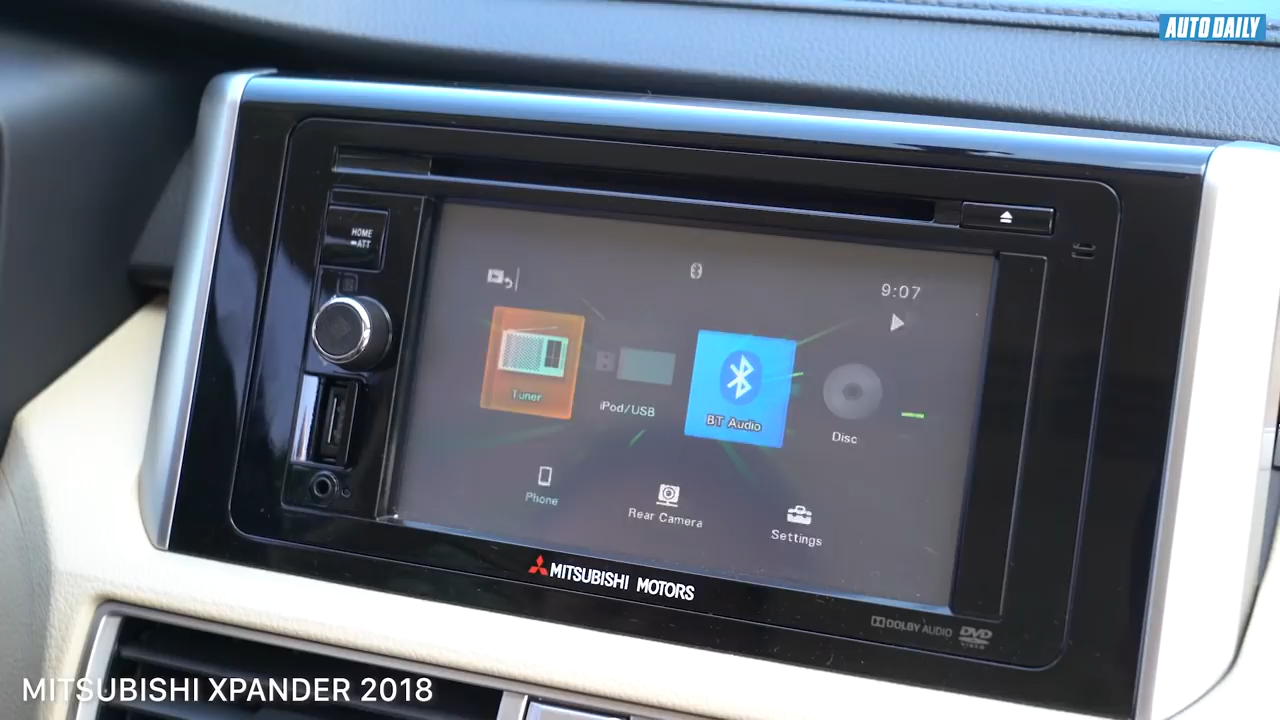 AUTO DAILY
HOME
ATT
9:07
Tuner
iPod/USB
BT Audio
Disc
Phone
Rear Camera
Settings
MITSUBISHI MOTORS
DOLBY AUDIO
DVD
VIDEO
MITSUBISHI XPANDER 2018